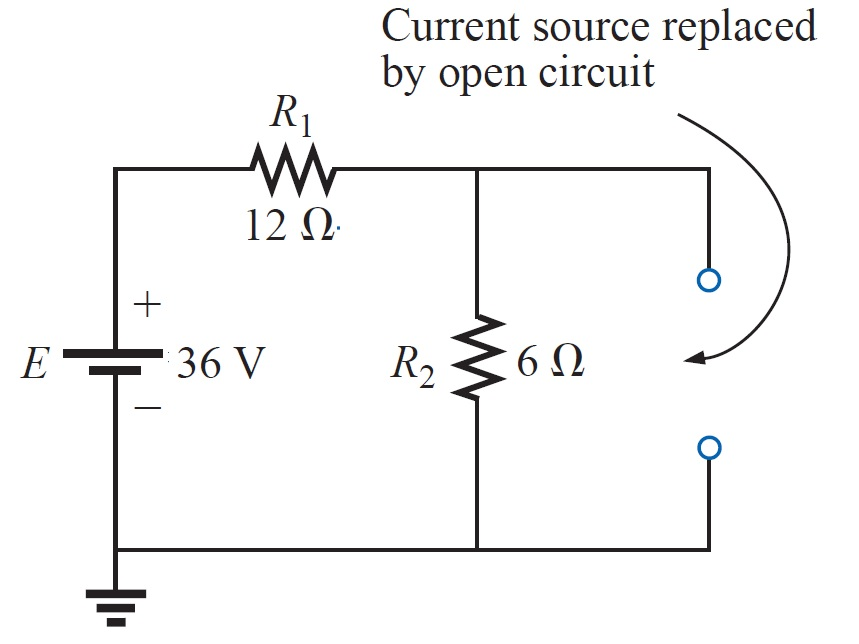 Current source replaced
by open circuit
R1
12 Ω
+
E
36 V
R2
6 Ω
−